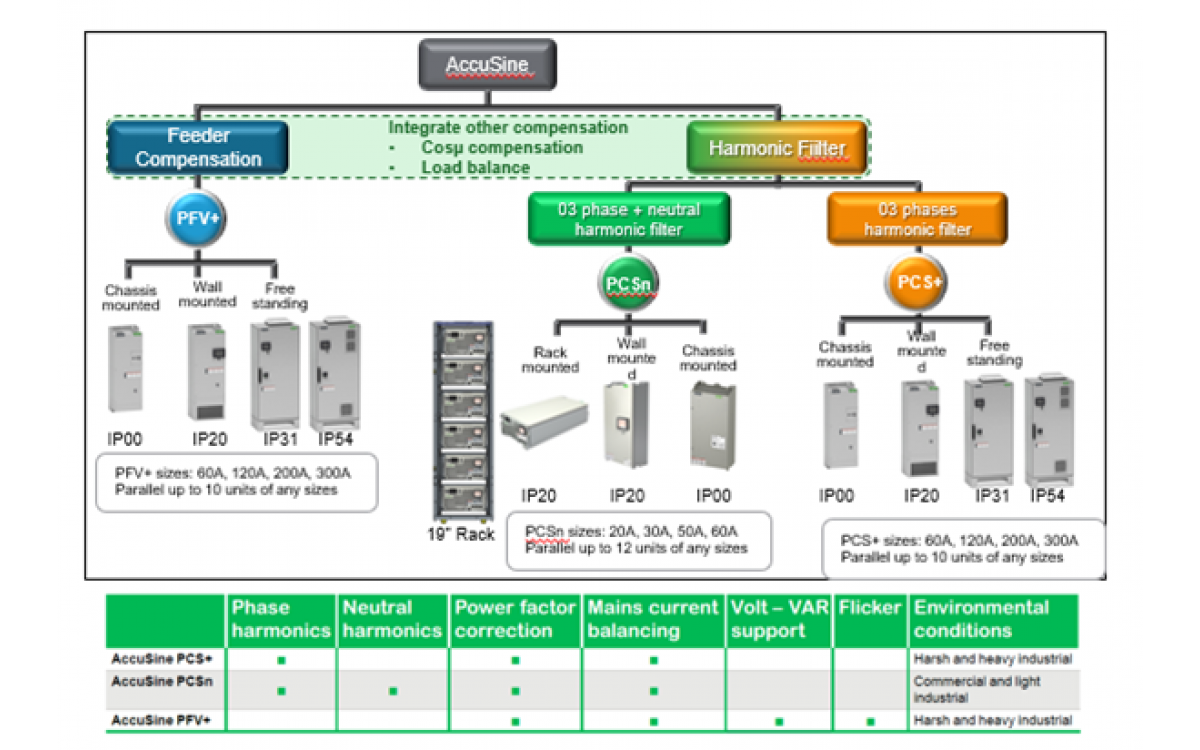 AccuSine
Feeder
Compensation
Integrate other compensation
• Cosμ compensation
• Load balance
Harmonic Fiilter
PFV+
03 phase + neutral
harmonic filter
03 phases
harmonic filter
PCSn
PCS+
Chassis
mounted
Wall
mounted
Free
standing
Rack
mounted
Wall
mounte
d
Chassis
mounted
Chassis
mounted
Wall
mounte
d
Free
standing
IP00 IP20 IP31 IP54
PFV+ sizes: 60A, 120A, 200A, 300A
Parallel up to 10 units of any sizes
19" Rack
IP20 IP20 IP00
PCSn sizes: 20A, 30A, 50A, 60A
Parallel up to 12 units of any sizes
IP00 IP20 IP31 IP54
PCS+ sizes: 60A, 120A, 200A, 300A
Parallel up to 10 units of any sizes
Phase
harmonics
Neutral
harmonics
Power factor
correction
Mains current
balancing
Volt – VAR
support
Flicker
Environmental
conditions
AccuSine PCS+ ▪ ▪ ▪ Harsh and heavy industrial
AccuSine PCSn ▪ ▪ ▪ ▪ Commercial and light
industrial
AccuSine PFV+ ▪ ▪ ▪ ▪ Harsh and heavy industrial